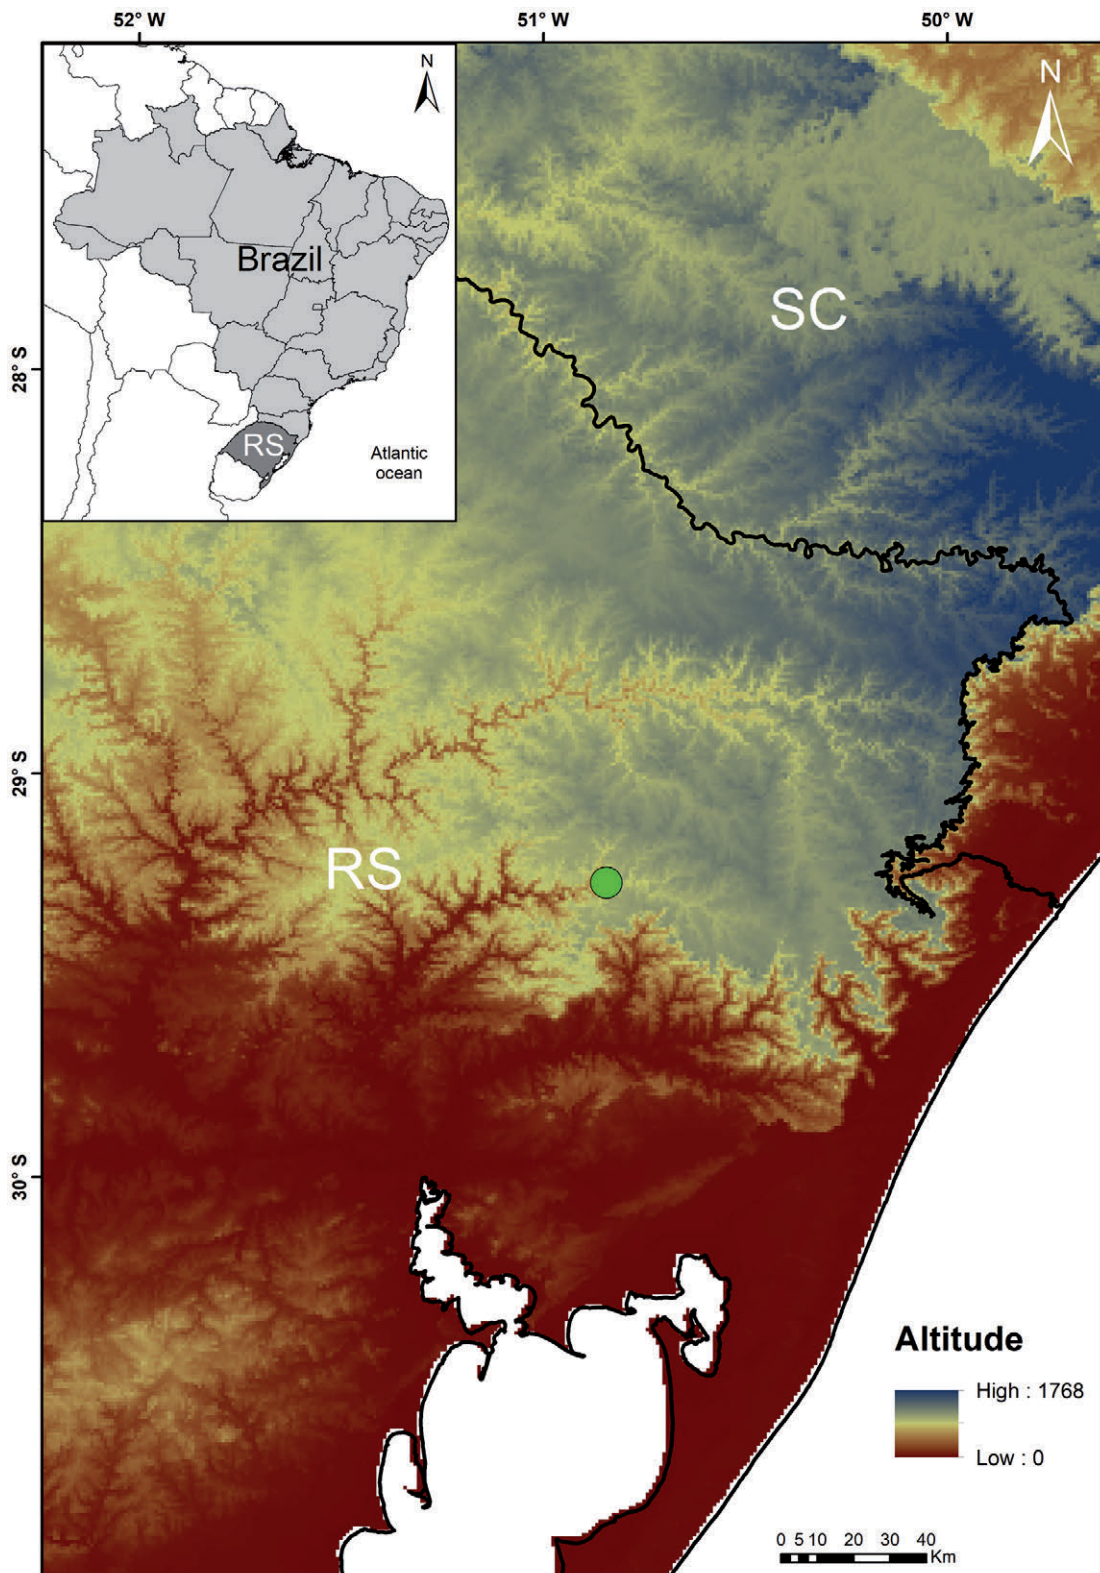 52° W 51° W 50° W
N
N
Brazil
SC
28° S
RS
Atlantic
ocean
29° S
RS
30° S
Altitude
High : 1768
Low : 0
0 5 10 20 30 40
Km